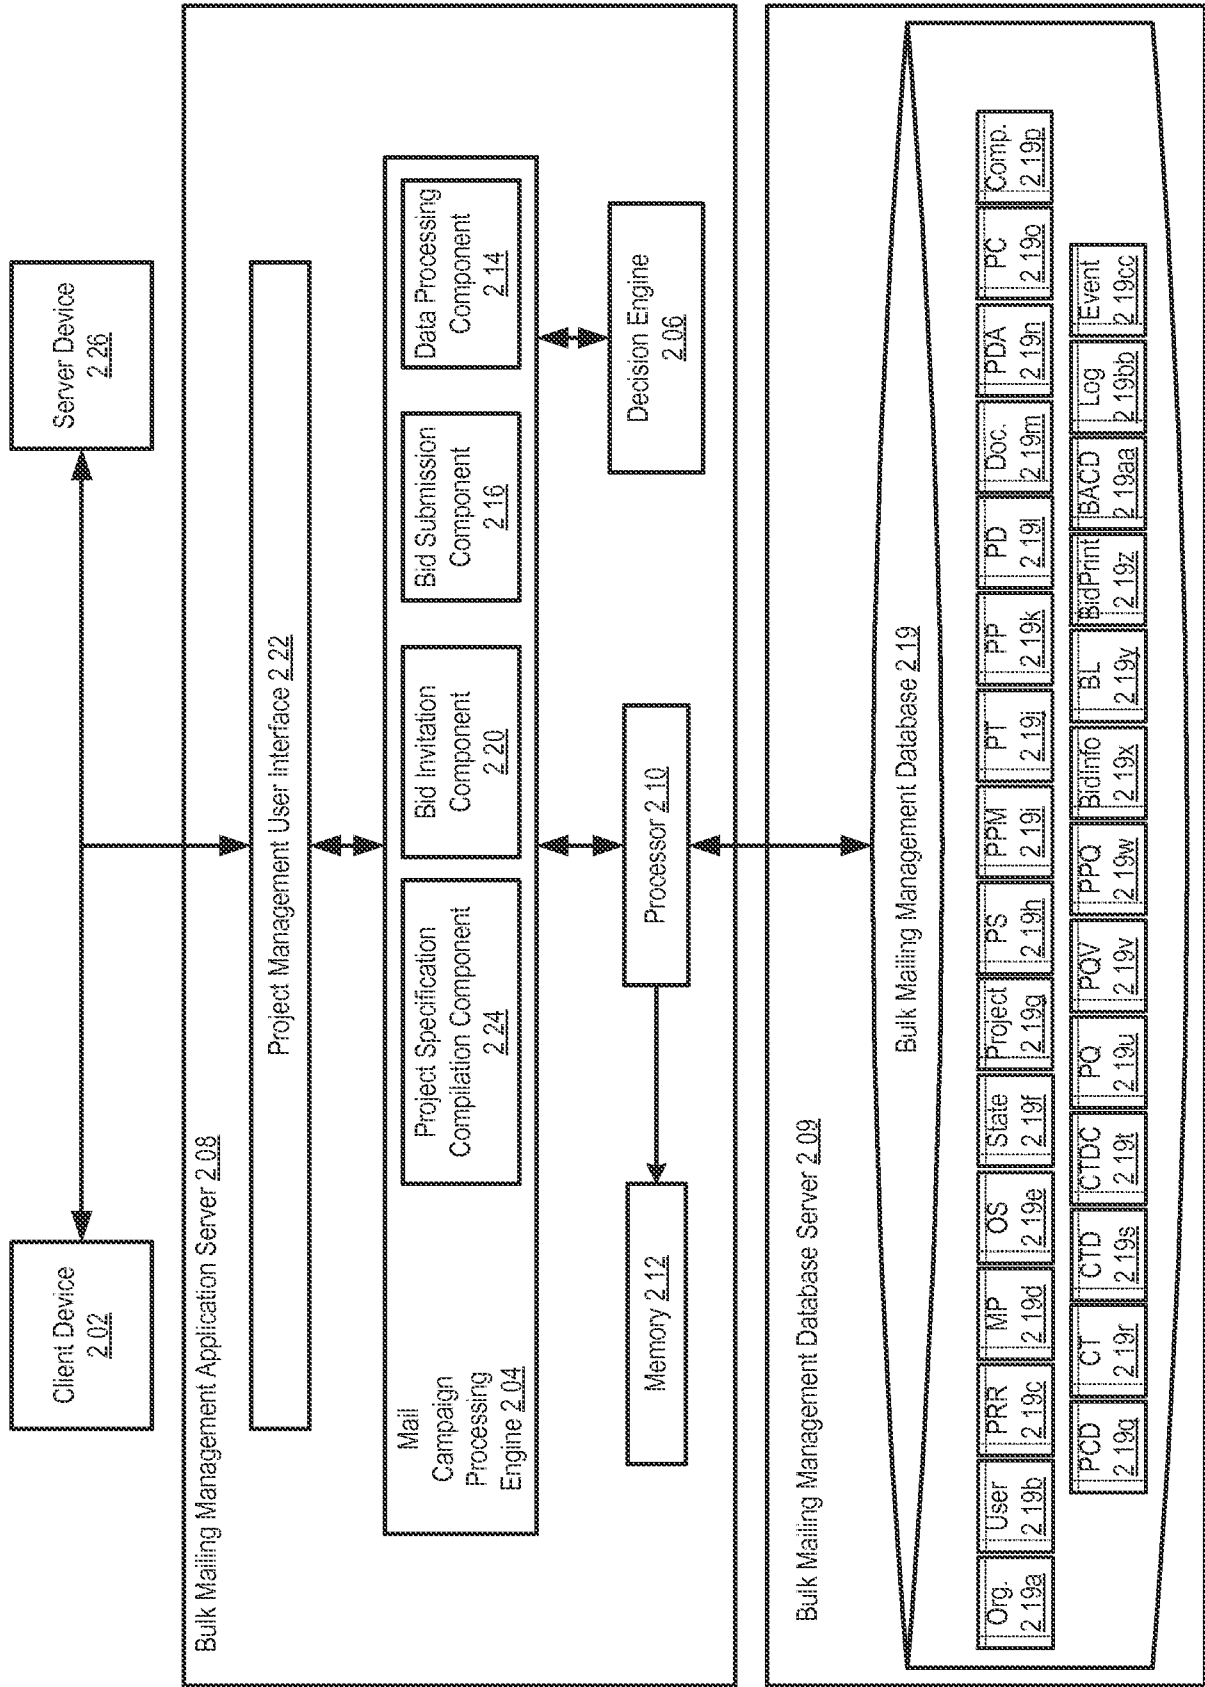 Client Device
2.02
Server Device
2.26
Bulk Mailing Management Application Server 2.08
Project Management User Interface 2.22
Mail
Campaign
Processing
Engine 2.04
Project Specification
Compilation Component
2.24
Bid Invitation
Component
2.20
Bid Submission
Component
2.16
Data Processing
Component
2.14
Memory 2.12
Processor 2.10
Decision Engine
2.06
Bulk Mailing Management Database Server 2.09
Bulk Mailing Management Database 2.19
Org.
2.19a
User
2.19b
PRR
2.19c
MP
2.19d
OS
2.19e
State
2.19f
Project
2.19g
PS
2.19h
PPM
2.19i
PT
2.19j
PP
2.19k
PD
2.19l
Doc.
2.19m
PDA
2.19n
PC
2.19o
Comp.
2.19p
PCD
2.19q
CT
2.19r
CTD
2.19s
CTDC
2.19t
PQ
2.19u
PQV
2.19v
PPQ
2.19w
BidInfo
2.19x
BL
2.19y
BidPrint
2.19z
BACD
2.19aa
Log
2.19bb
Event
2.19cc